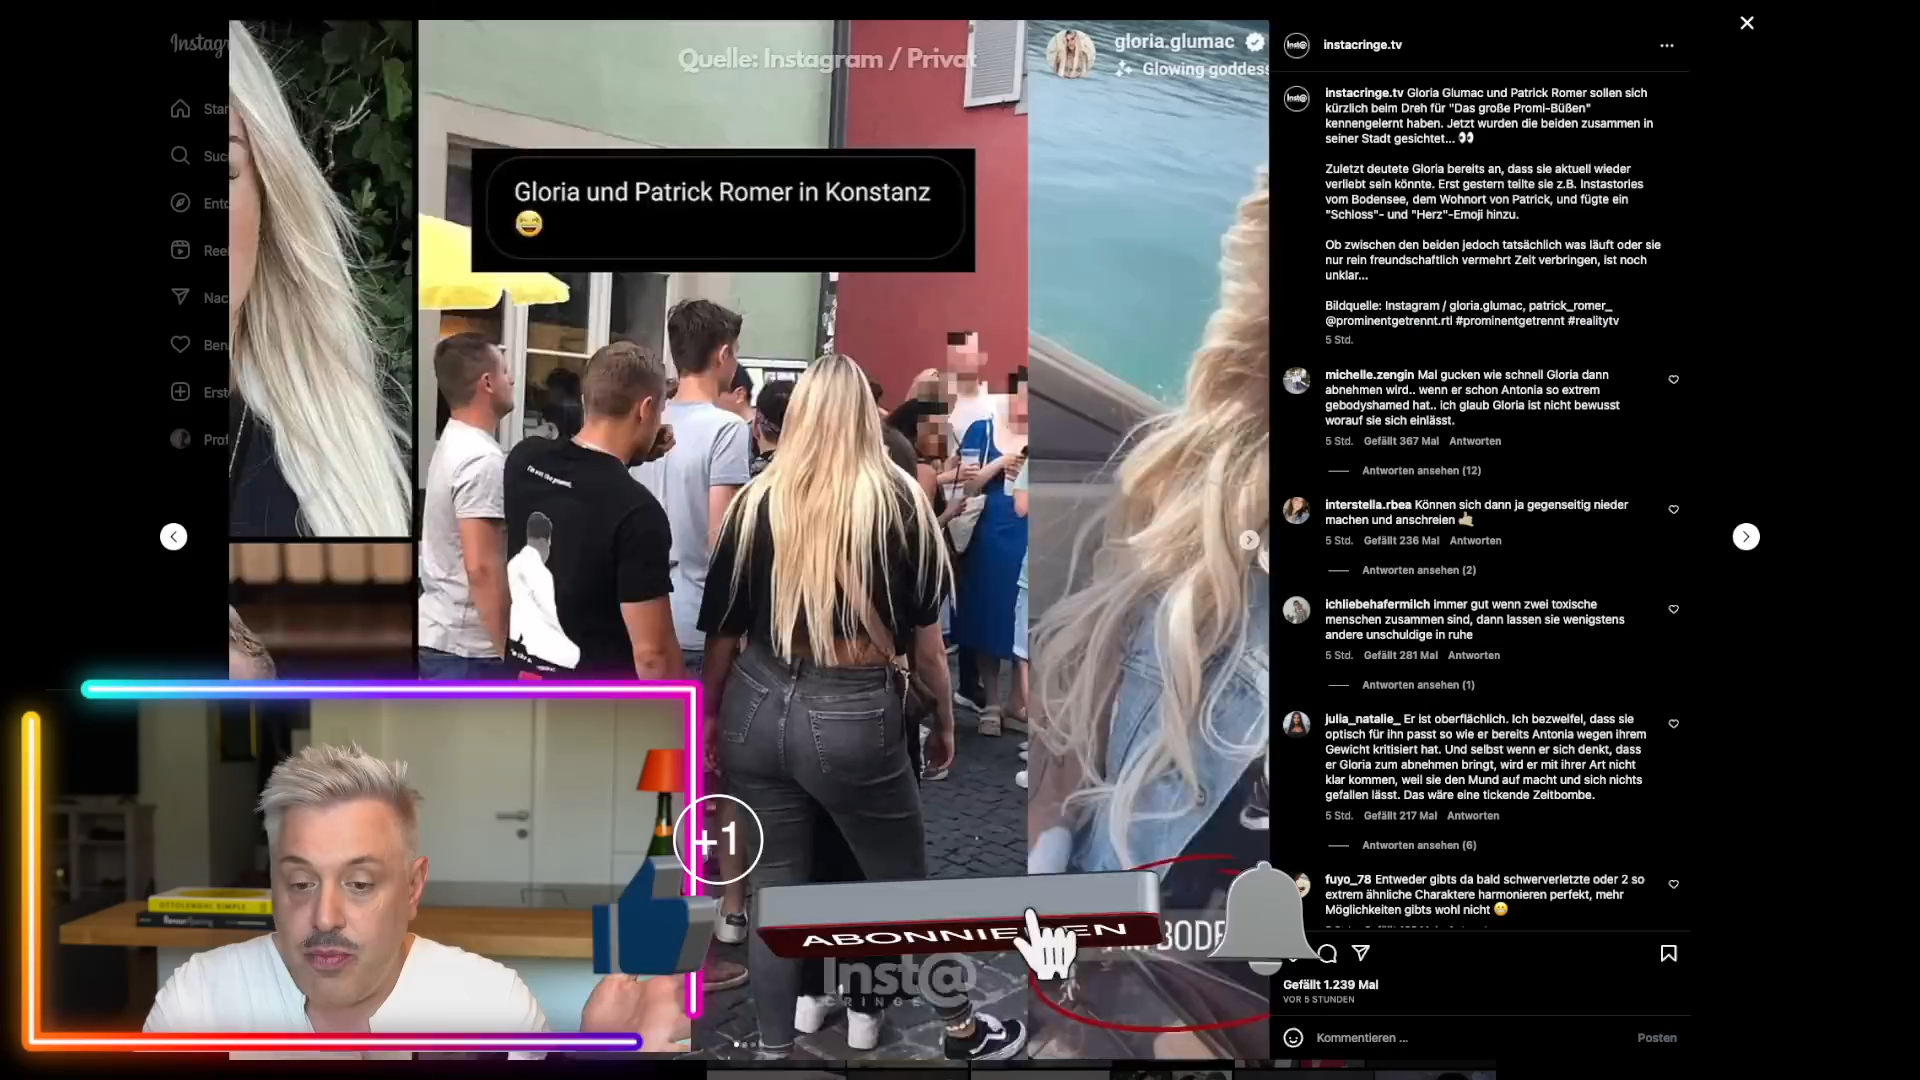 Quelle: Instagram / Privat
gloria.glumac
Glowing goddess
Gloria und Patrick Romer in Konstanz
😄
Instagr
Star
Suc
Entd
Reel
Nac
Ben
Erst
Prof
+1
ABONNIEREN
M BODE
Inst@
CRINGE
OTTOLENGHI SIMPLE
instacringe.tv
instacringe.tv Gloria Glumac und Patrick Romer sollen sich
kürzlich beim Dreh für "Das große Promi-Büßen"
kennengelernt haben. Jetzt wurden die beiden zusammen in
seiner Stadt gesichtet... 👀
Zuletzt deutete Gloria bereits an, dass sie aktuell wieder
verliebt sein könnte. Erst gestern teilte sie z.B. Instastories
vom Bodensee, dem Wohnort von Patrick, und fügte ein
"Schloss"- und "Herz"-Emoji hinzu.
Ob zwischen den beiden jedoch tatsächlich was läuft oder sie
nur rein freundschaftlich vermehrt Zeit verbringen, ist noch
unklar...
Bildquelle: Instagram / gloria.glumac, patrick_romer_
@prominentgetrennt.rtl #prominentgetrennt #realitytv
5 Std.
michelle.zengin Mal gucken wie schnell Gloria dann
abnehmen wird.. wenn er schon Antonia so extrem
gebodyshamed hat.. ich glaub Gloria ist nicht bewusst
worauf sie sich einlässt.
5 Std. Gefällt 367 Mal Antworten
Antworten ansehen (12)
interstella.rbea Können sich dann ja gegenseitig nieder
machen und anschreien 🤙
5 Std. Gefällt 236 Mal Antworten
Antworten ansehen (2)
ichliebehafermilch immer gut wenn zwei toxische
menschen zusammen sind, dann lassen sie wenigstens
andere unschuldige in ruhe
5 Std. Gefällt 281 Mal Antworten
Antworten ansehen (1)
julia_natalie_ Er ist oberflächlich. Ich bezweifel, dass sie
optisch für ihn passt so wie er bereits Antonia wegen ihrem
Gewicht kritisiert hat. Und selbst wenn er sich denkt, dass
er Gloria zum abnehmen bringt, wird er mit ihrer Art nicht
klar kommen, weil sie den Mund auf macht und sich nichts
gefallen lässt. Das wäre eine tickende Zeitbombe.
5 Std. Gefällt 217 Mal Antworten
Antworten ansehen (6)
fuyo_78 Entweder gibts da bald schwerverletzte oder 2 so
extrem ähnliche Charaktere harmonieren perfekt, mehr
Möglichkeiten gibts wohl nicht 😬
Gefällt 1.239 Mal
VOR 5 STUNDEN
Kommentieren ...
Posten